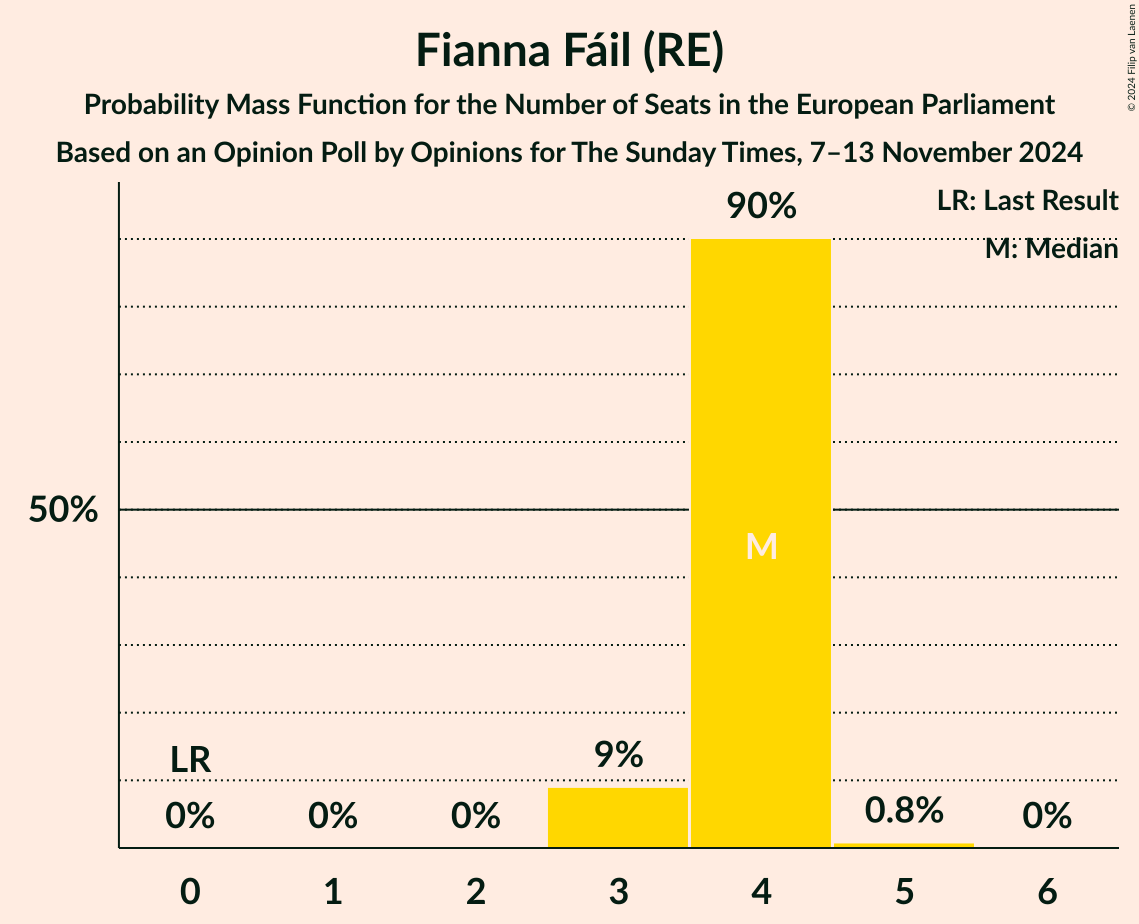 Fianna Fáil (RE)
Probability Mass Function for the Number of Seats in the European Parliament
Based on an Opinion Poll by Opinions for The Sunday Times, 7–13 November 2024
© 2024 Filip van Laenen
LR: Last Result
M: Median
90%
50%
M
LR
9%
0% 0% 0% 0.8% 0%
0 1 2 3 4 5 6